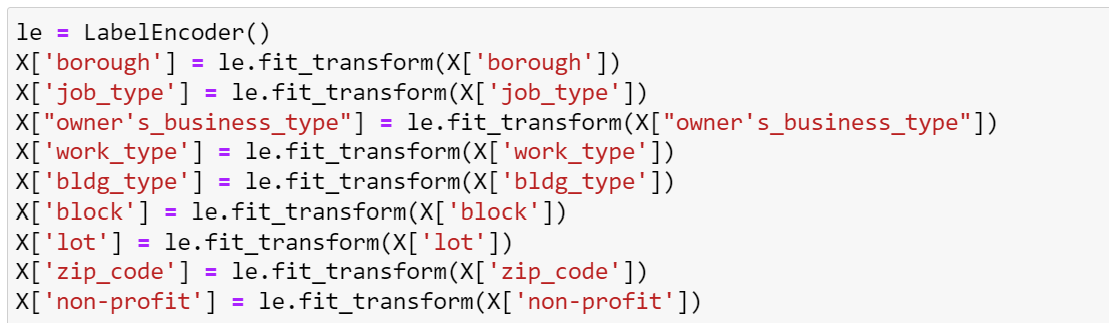 le = LabelEncoder()
X['borough'] = le.fit_transform(X['borough'])
X['job_type'] = le.fit_transform(X['job_type'])
X["owner's_business_type"] = le.fit_transform(X["owner's_business_type"])
X['work_type'] = le.fit_transform(X['work_type'])
X['bldg_type'] = le.fit_transform(X['bldg_type'])
X['block'] = le.fit_transform(X['block'])
X['lot'] = le.fit_transform(X['lot'])
X['zip_code'] = le.fit_transform(X['zip_code'])
X['non-profit'] = le.fit_transform(X['non-profit'])